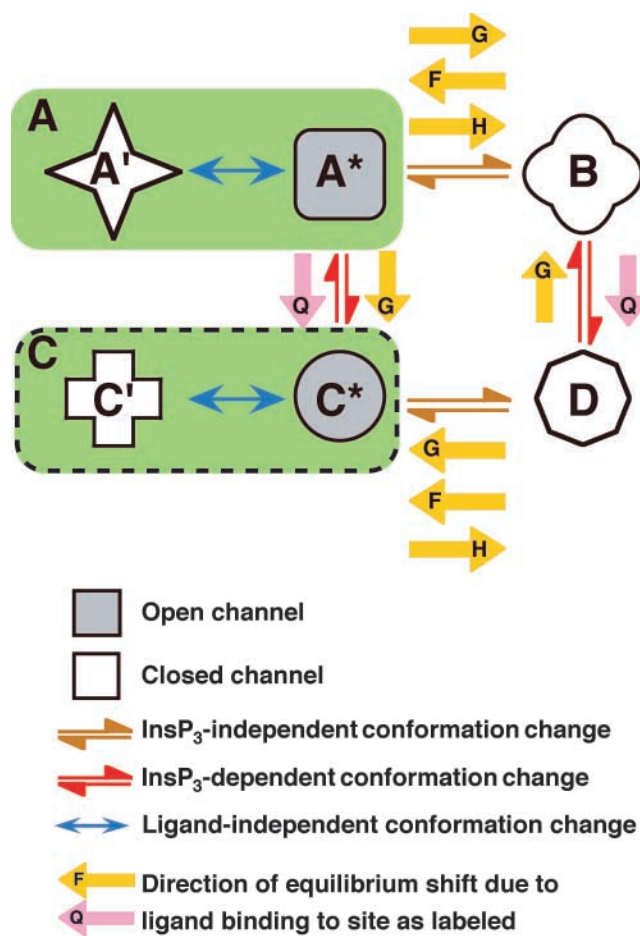 G
F
A
H
A'
A*
B
Q
G
G
Q
C
C'
C*
D
G
F
H
Open channel
Closed channel
InsP3-independent conformation change
InsP3-dependent conformation change
Ligand-independent conformation change
F Direction of equilibrium shift due to
Q ligand binding to site as labeled